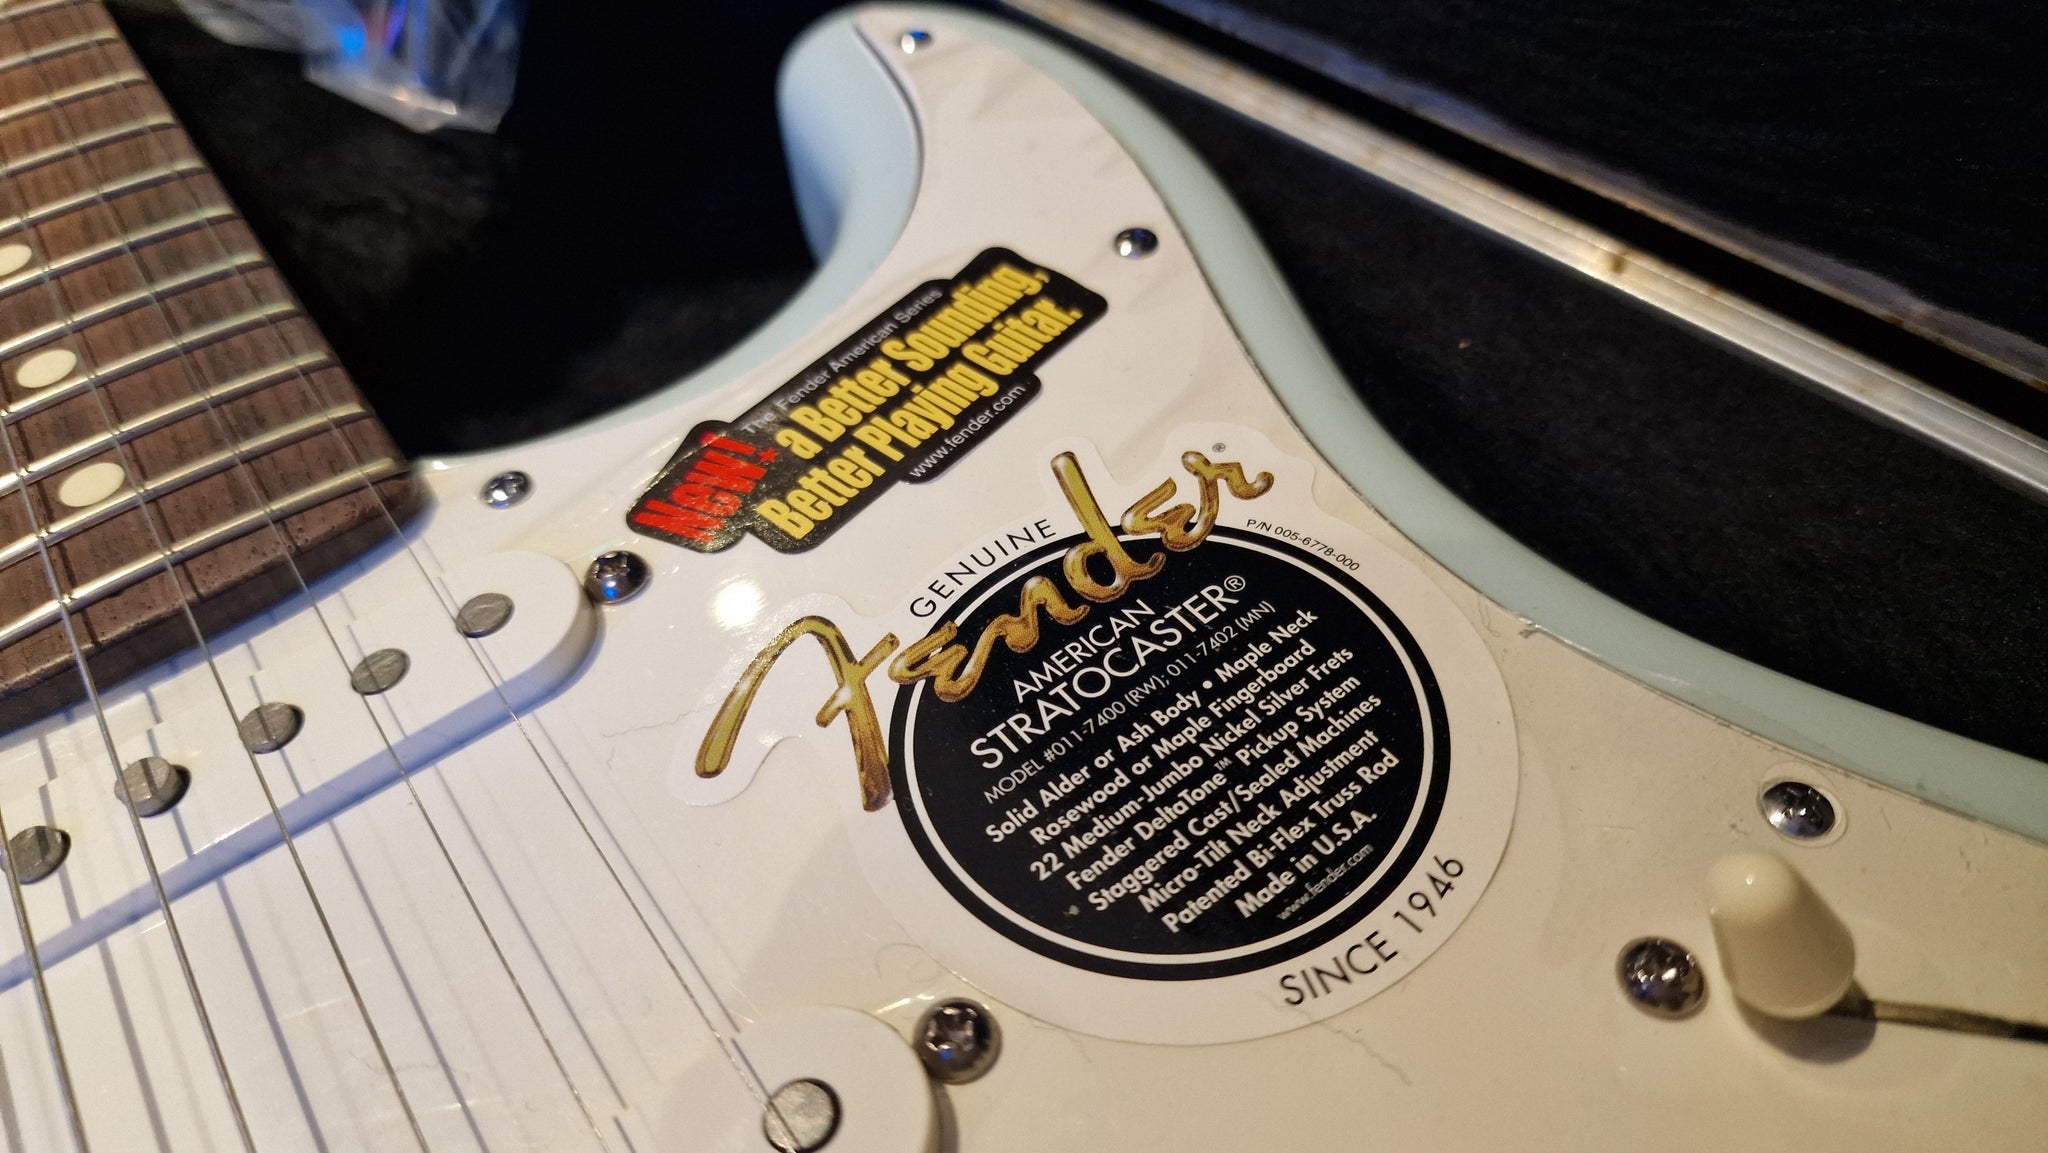 New!
The Fender American Series
a Better Sounding,
Better Playing Guitar.
www.fender.com
GENUINE
Fender®
P/N 005-6778-000
AMERICAN
STRATOCASTER®
MODEL #011-7400 (RW); 011-7402 (MN)
Solid Alder or Ash Body • Maple Neck
Rosewood or Maple Fingerboard
22 Medium-Jumbo Nickel Silver Frets
Fender DeltaTone™ Pickup System
Staggered Cast/Sealed Machines
Micro-Tilt Neck Adjustment
Patented Bi-Flex Truss Rod
Made in U.S.A.
www.fender.com
SINCE 1946